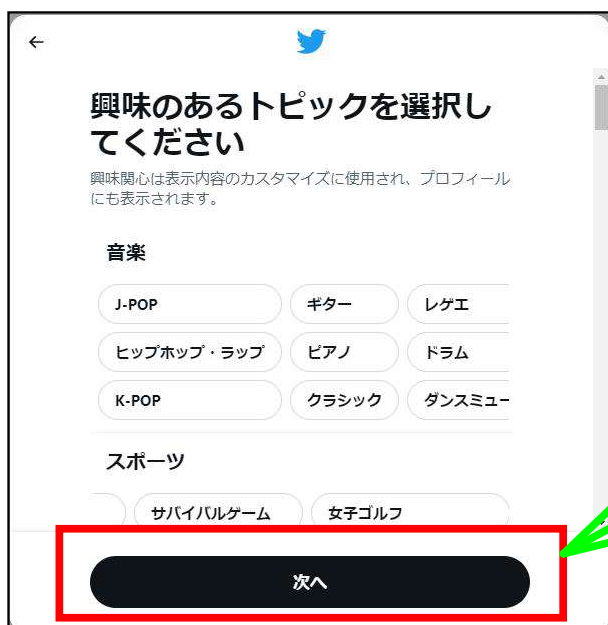 興味のあるトピックを選択し
てください
興味関心は表示内容のカスタマイズに使用され、プロフィール
にも表示されます。
音楽
J-POP ギター レゲエ
ヒップホップ・ラップ ピアノ ドラム
K-POP クラシック ダンスミュー
スポーツ
サバイバルゲーム 女子ゴルフ
次へ